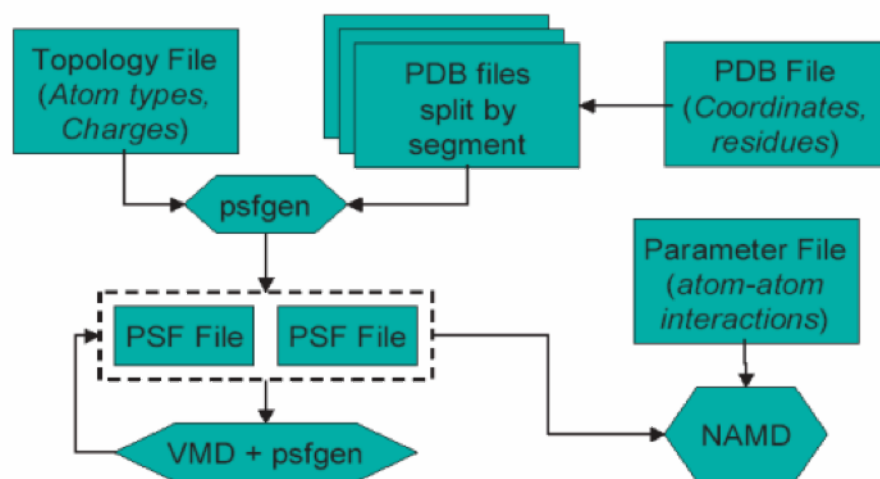 Topology File
(Atom types,
Charges)
PDB files
split by
segment
PDB File
(Coordinates,
residues)
psfgen
Parameter File
(atom-atom
interactions)
PSF File
PSF File
VMD + psfgen
NAMD